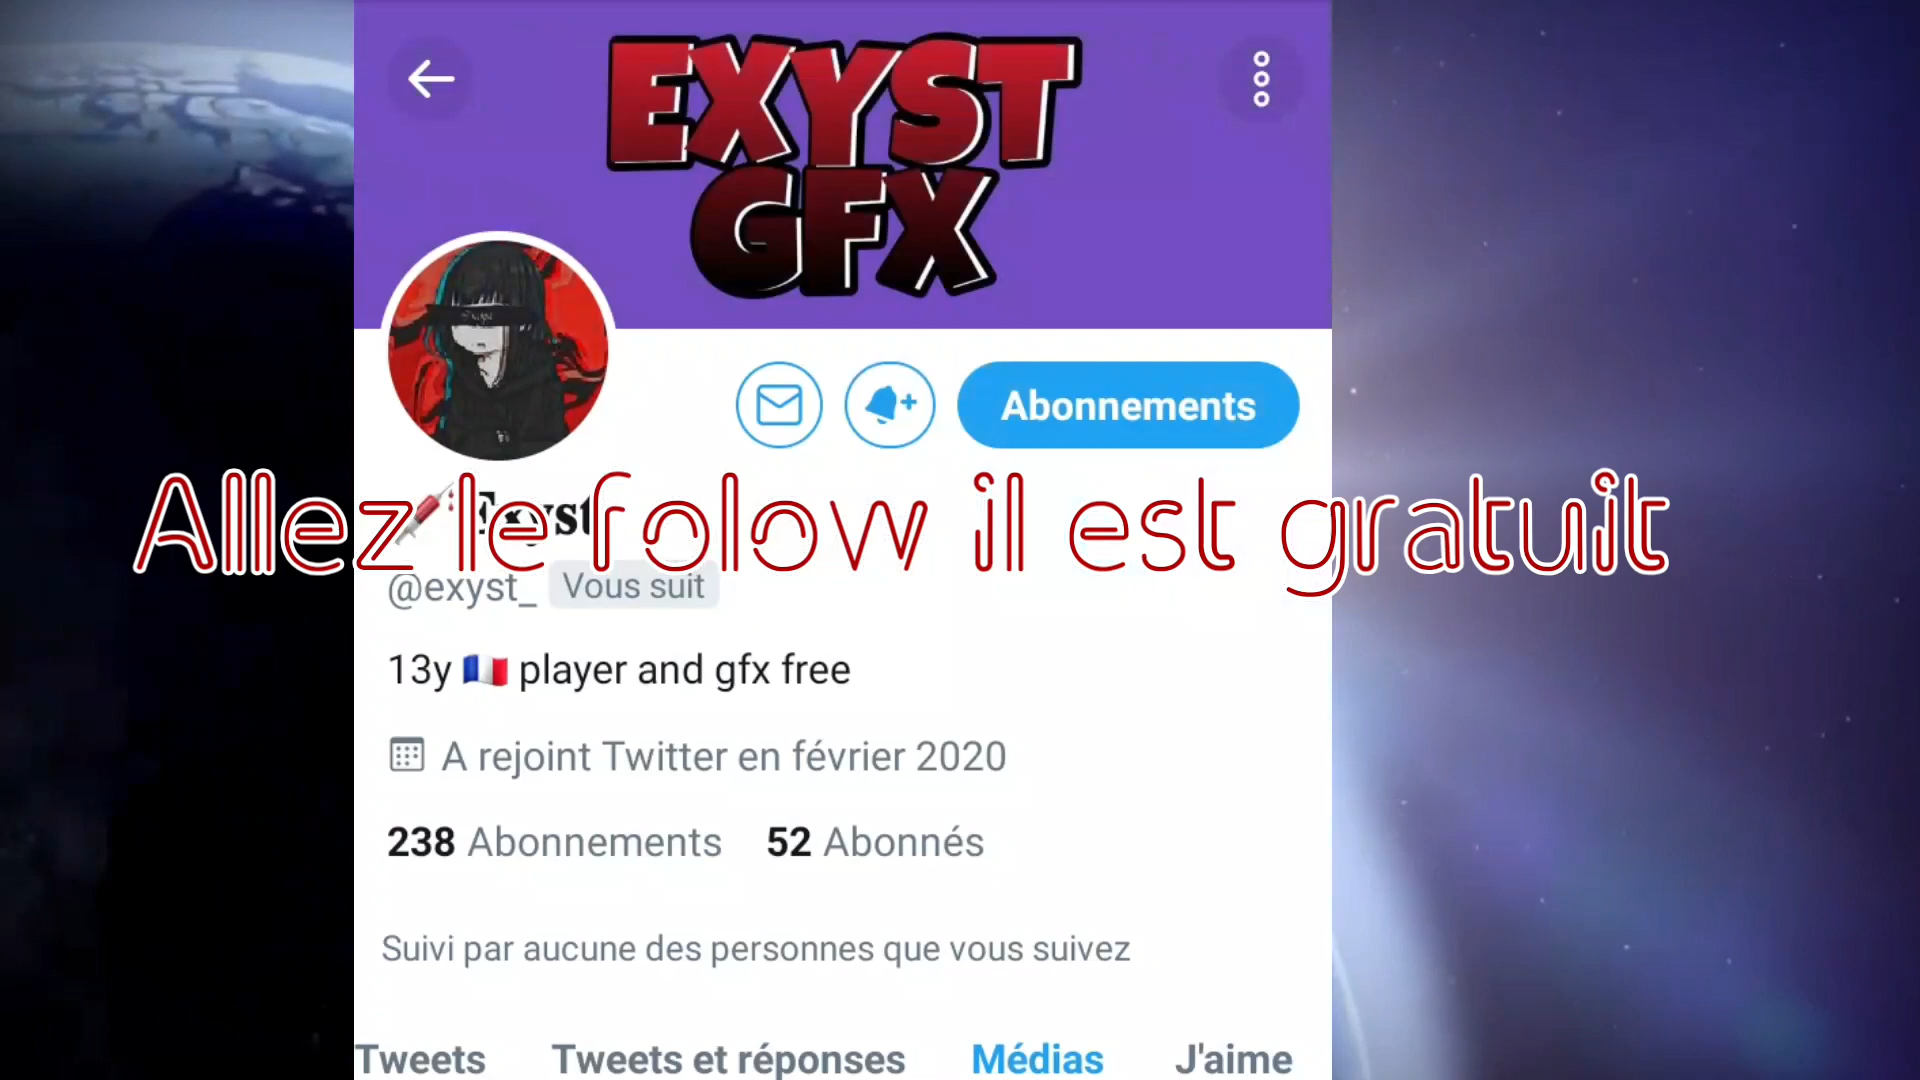 EXYST
GFX
Abonnements
Exyst
Allez le folow il est gratuit
@exyst_ Vous suit
13y 🇫🇷 player and gfx free
A rejoint Twitter en février 2020
238 Abonnements 52 Abonnés
Suivi par aucune des personnes que vous suivez
Tweets Tweets et réponses Médias J'aime